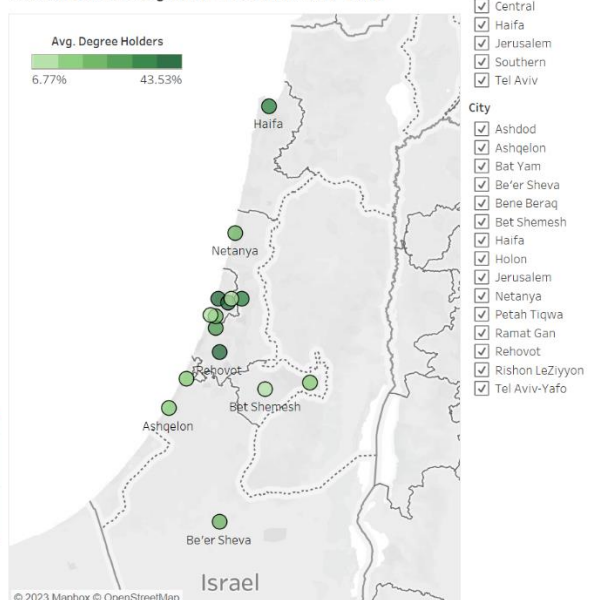 Avg. Degree Holders
6.77% 43.53%
Haifa
Netanya
Rehovot
Bet Shemesh
Ashqelon
Be'er Sheva
Israel
© 2023 Mapbox © OpenStreetMap
Central
Haifa
Jerusalem
Southern
Tel Aviv
City
Ashdod
Ashqelon
Bat Yam
Be'er Sheva
Bene Beraq
Bet Shemesh
Haifa
Holon
Jerusalem
Netanya
Petah Tiqwa
Ramat Gan
Rehovot
Rishon LeZiyyon
Tel Aviv-Yafo